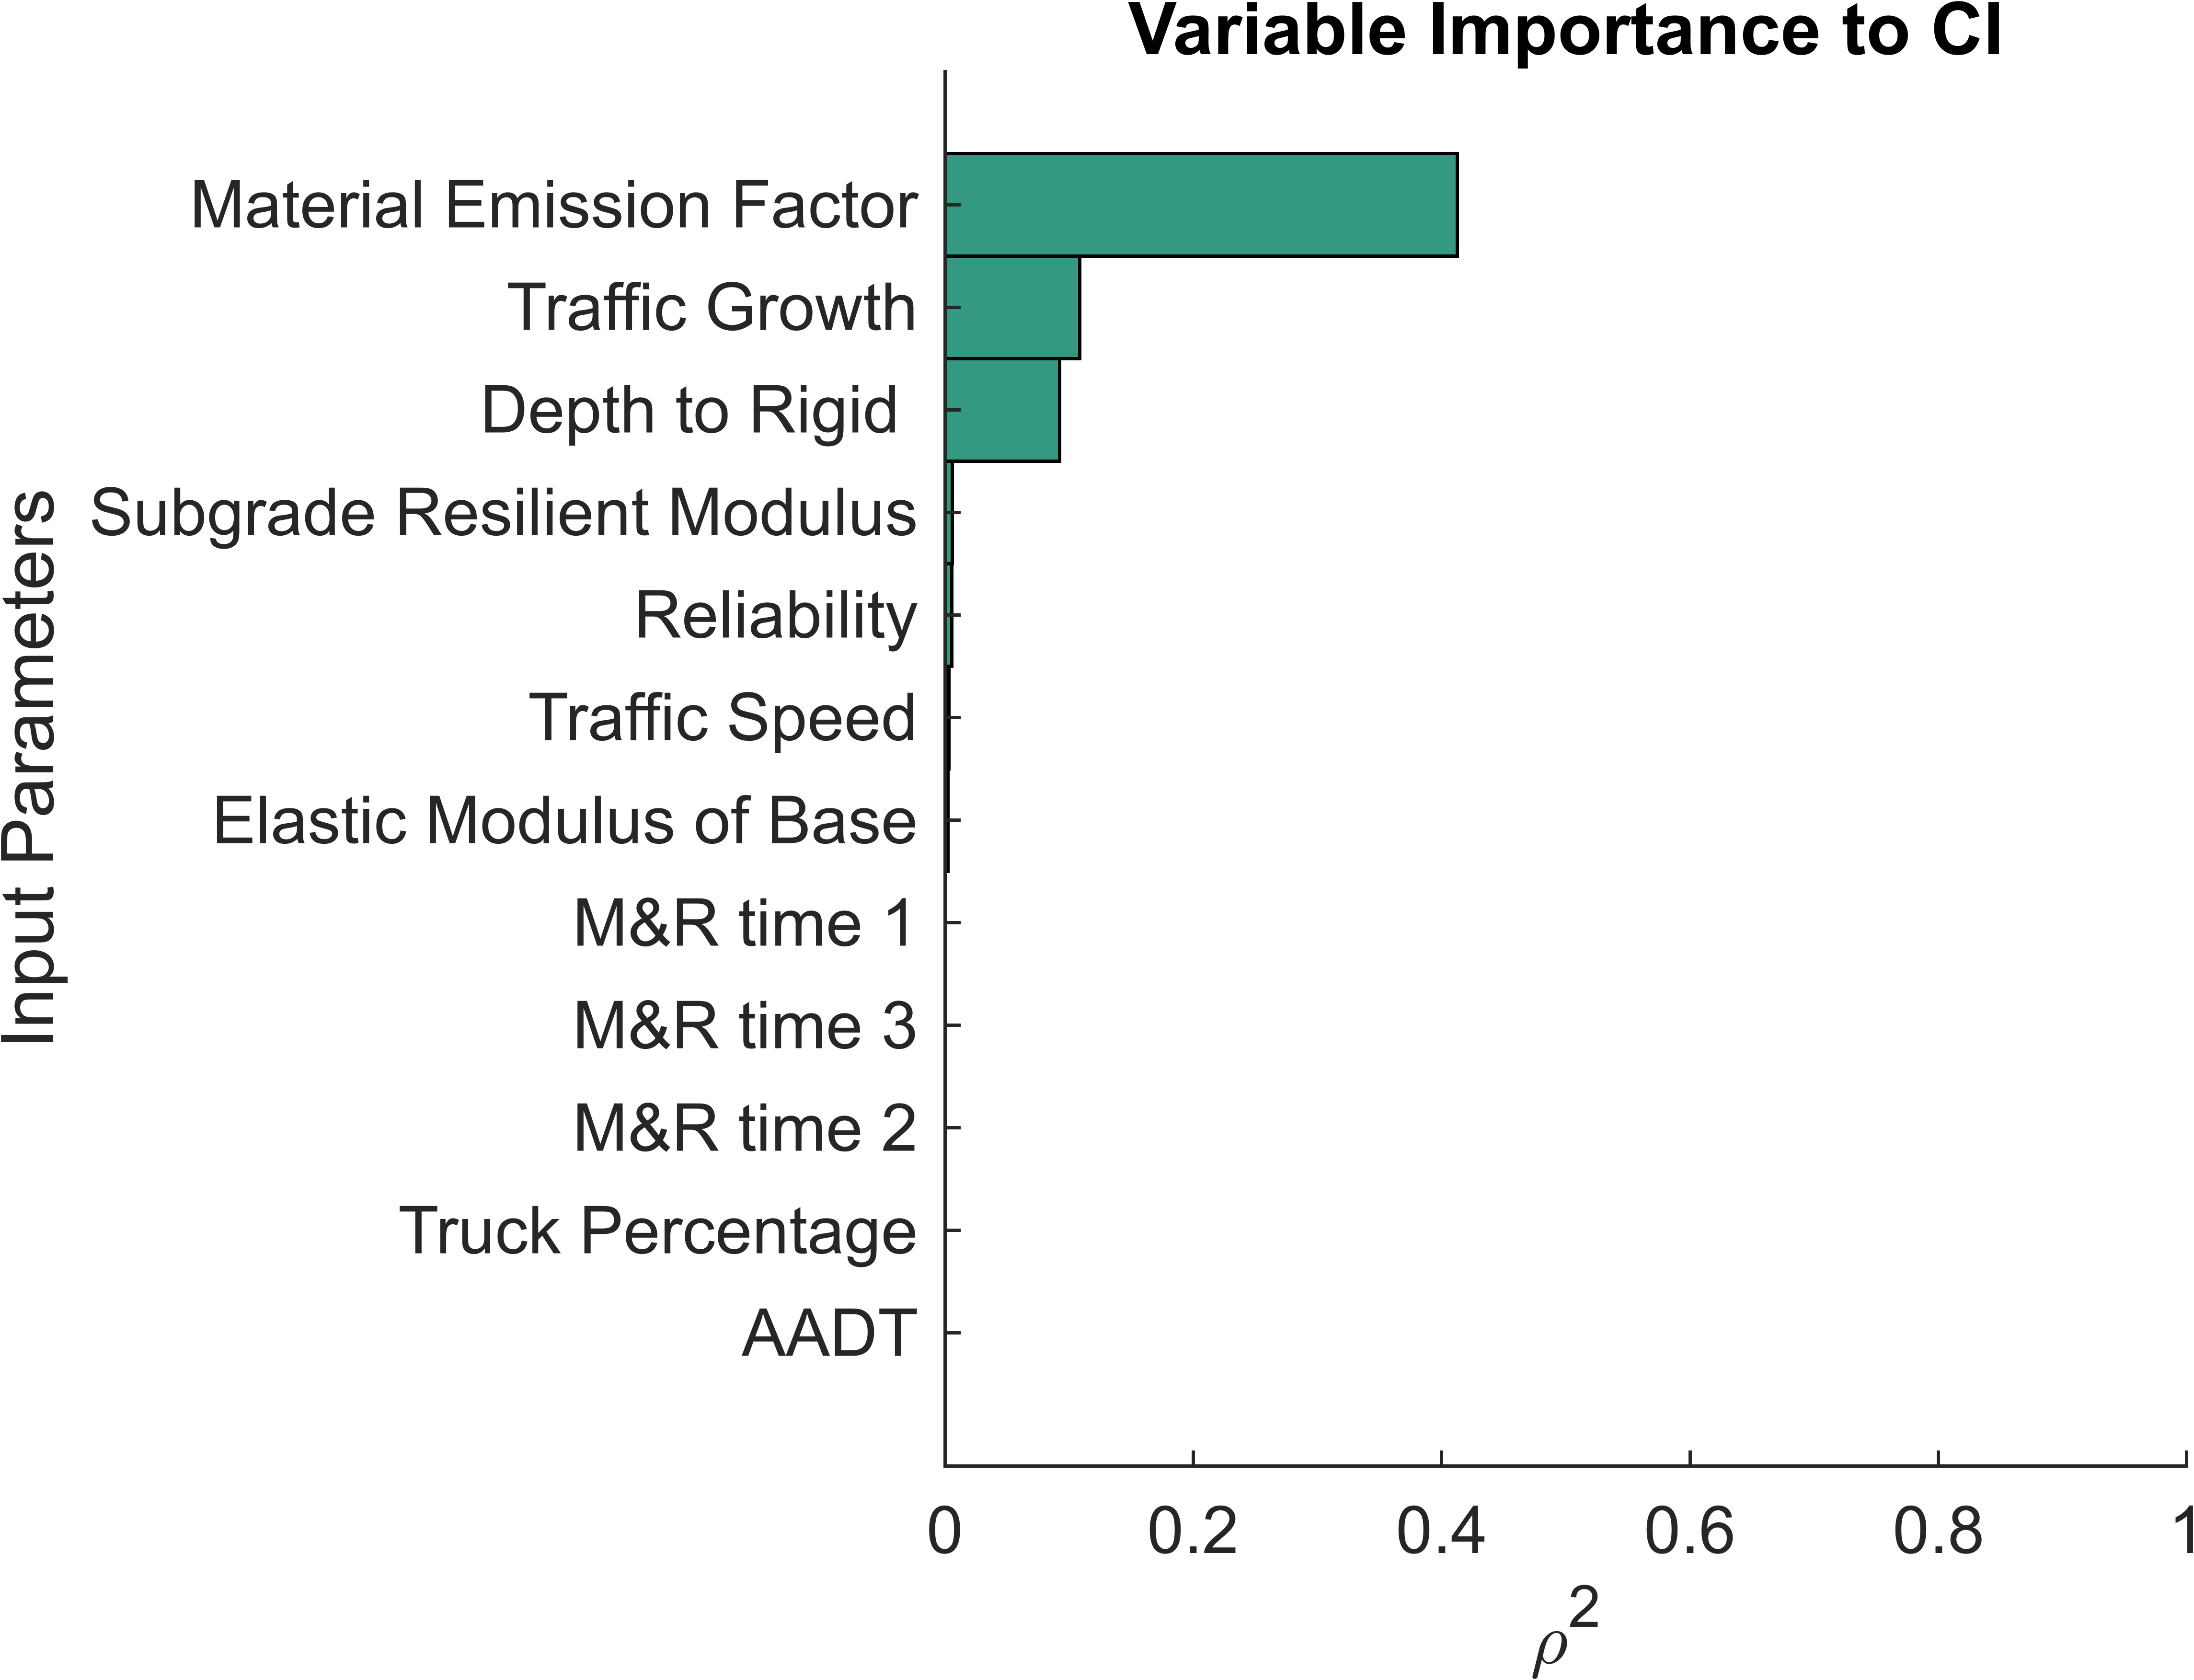 Variable Importance to CI
Input Parameters
Material Emission Factor
Traffic Growth
Depth to Rigid
Subgrade Resilient Modulus
Reliability
Traffic Speed
Elastic Modulus of Base
M&R time 1
M&R time 3
M&R time 2
Truck Percentage
AADT
0 0.2 0.4 0.6 0.8 1
ρ²